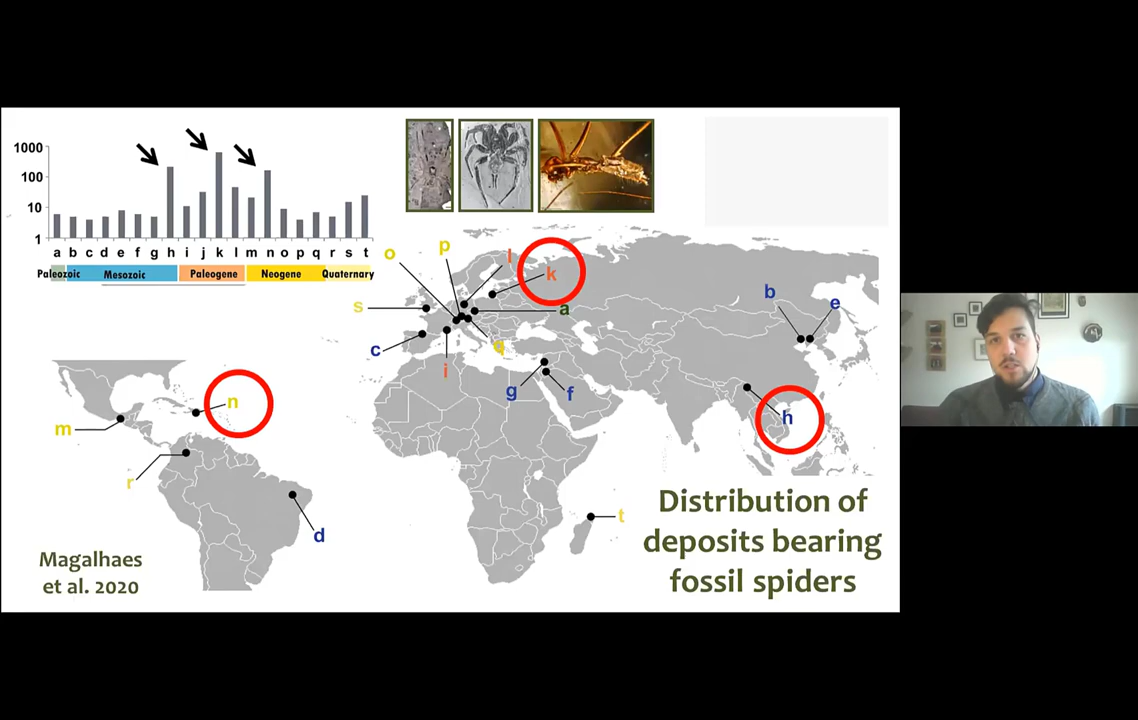 1000
100
10
1
a b c d e f g h i j k l m n o p q r s t
Paleozoic Mesozoic Paleogene Neogene Quaternary
o
p
l
k
s
a
c
q
i
g
f
b
e
h
n
m
r
d
t
Magalhaes
et al. 2020
Distribution of
deposits bearing
fossil spiders